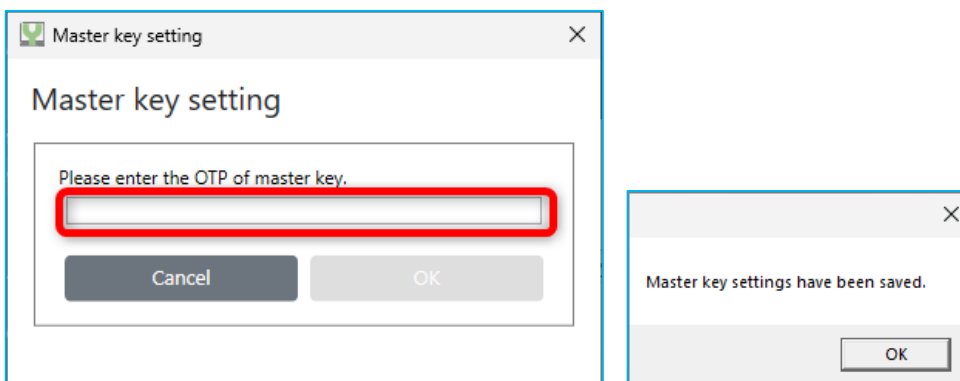 Master key setting
Master key setting
Please enter the OTP of master key.
Cancel
OK
Master key settings have been saved.
OK